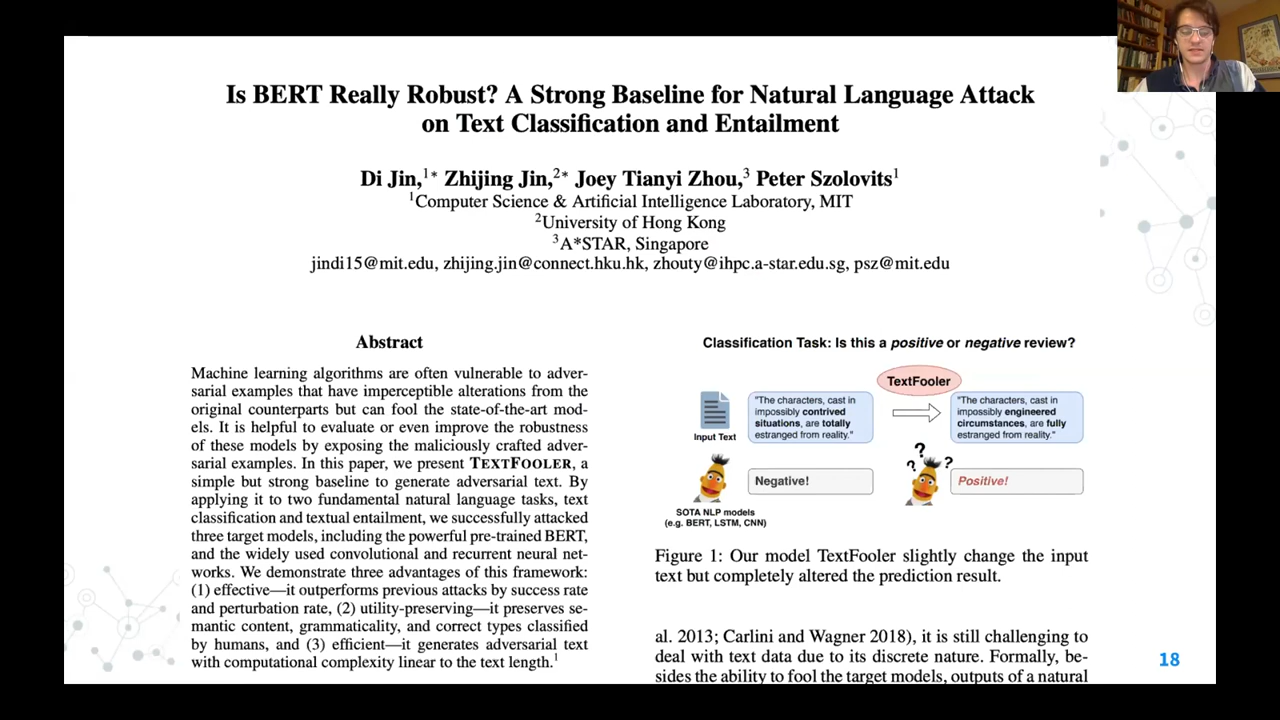 Is BERT Really Robust? A Strong Baseline for Natural Language Attack
on Text Classification and Entailment
Di Jin,1* Zhijing Jin,2* Joey Tianyi Zhou,3 Peter Szolovits1
1Computer Science & Artificial Intelligence Laboratory, MIT
2University of Hong Kong
3A*STAR, Singapore
jindi15@mit.edu, zhijing.jin@connect.hku.hk, zhouty@ihpc.a-star.edu.sg, psz@mit.edu
Abstract
Machine learning algorithms are often vulnerable to adver-
sarial examples that have imperceptible alterations from the
original counterparts but can fool the state-of-the-art mod-
els. It is helpful to evaluate or even improve the robustness
of these models by exposing the maliciously crafted adver-
sarial examples. In this paper, we present TEXTFOOLER, a
simple but strong baseline to generate adversarial text. By
applying it to two fundamental natural language tasks, text
classification and textual entailment, we successfully attacked
three target models, including the powerful pre-trained BERT,
and the widely used convolutional and recurrent neural net-
works. We demonstrate three advantages of this framework:
(1) effective—it outperforms previous attacks by success rate
and perturbation rate, (2) utility-preserving—it preserves se-
mantic content, grammaticality, and correct types classified
by humans, and (3) efficient—it generates adversarial text
with computational complexity linear to the text length.1
Classification Task: Is this a positive or negative review?
TextFooler
Input Text
"The characters, cast in
impossibly contrived
situations, are totally
estranged from reality."
"The characters, cast in
impossibly engineered
circumstances, are fully
estranged from reality."
Negative!
? ? ?
Positive!
SOTA NLP models
(e.g. BERT, LSTM, CNN)
Figure 1: Our model TextFooler slightly change the input
text but completely altered the prediction result.
al. 2013; Carlini and Wagner 2018), it is still challenging to
deal with text data due to its discrete nature. Formally, be-
sides the ability to fool the target models, outputs of a natural
18